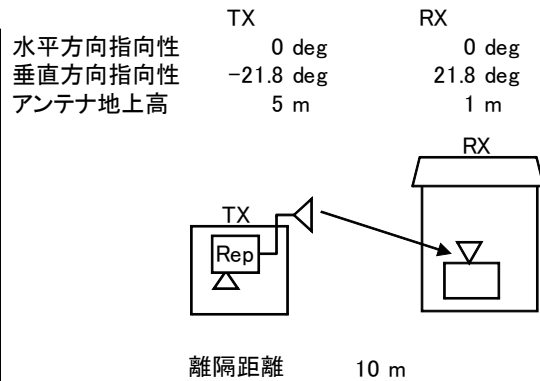 TX RX
水平方向指向性 0 deg 0 deg
垂直方向指向性 -21.8 deg 21.8 deg
アンテナ地上高 5 m 1 m
RX
TX
Rep
離隔距離 10 m